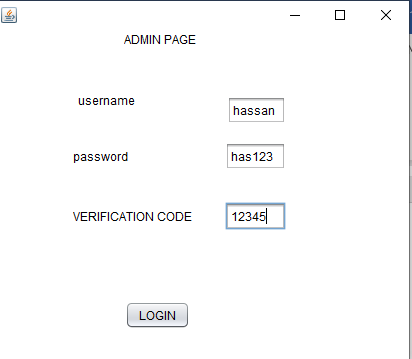 ADMIN PAGE
username hassan
password has123
VERIFICATION CODE 12345
LOGIN